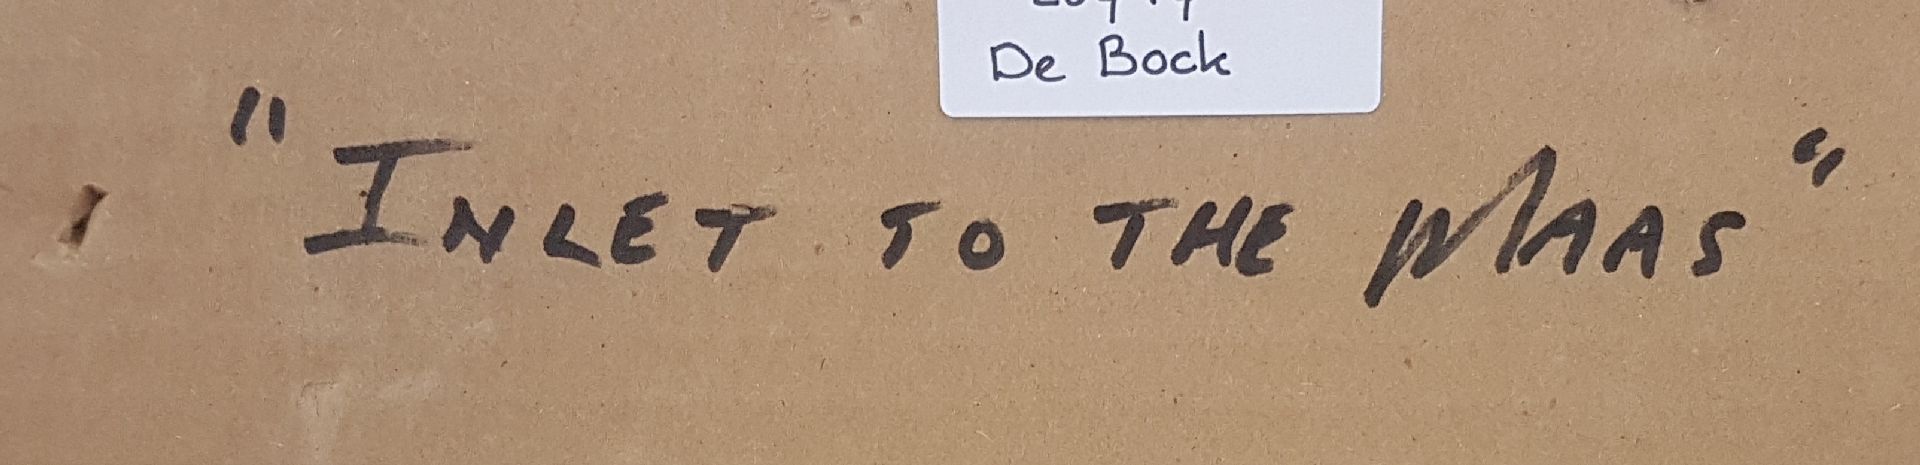 De Bock
"INLET TO THE MAAS"